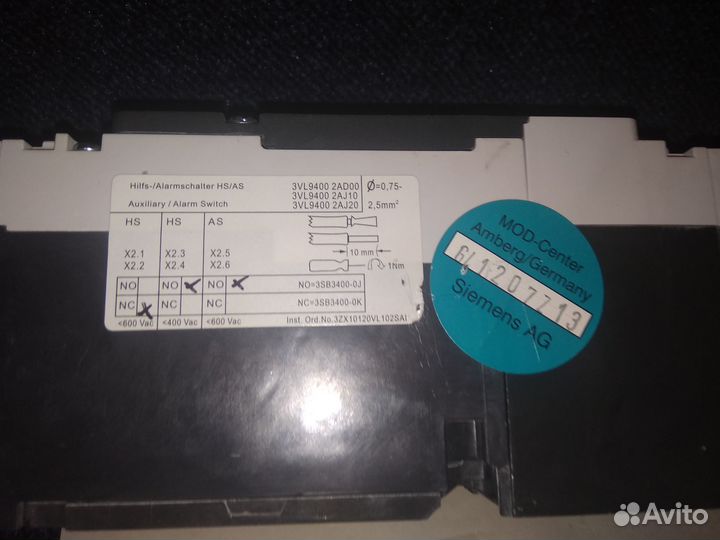 Hilfs-/Alarmschalter HS/AS 3VL9400 2AD00 Ø=0,75-
3VL9400 2AJ10
Auxiliary / Alarm Switch 3VL9400 2AJ20 2,5mm²
HS HS AS
X2.1 X2.3 X2.5
X2.2 X2.4 X2.6
10 mm
1Nm
NO NO NO NO=3SB3400-0J
NC NC NC NC=3SB3400-0K
<600 Vac <400 Vac <600 Vac Inst. Ord.No.3ZX10120VL102SAI
MOD-Center
Amberg/Germany
641207713
Siemens AG
Avito